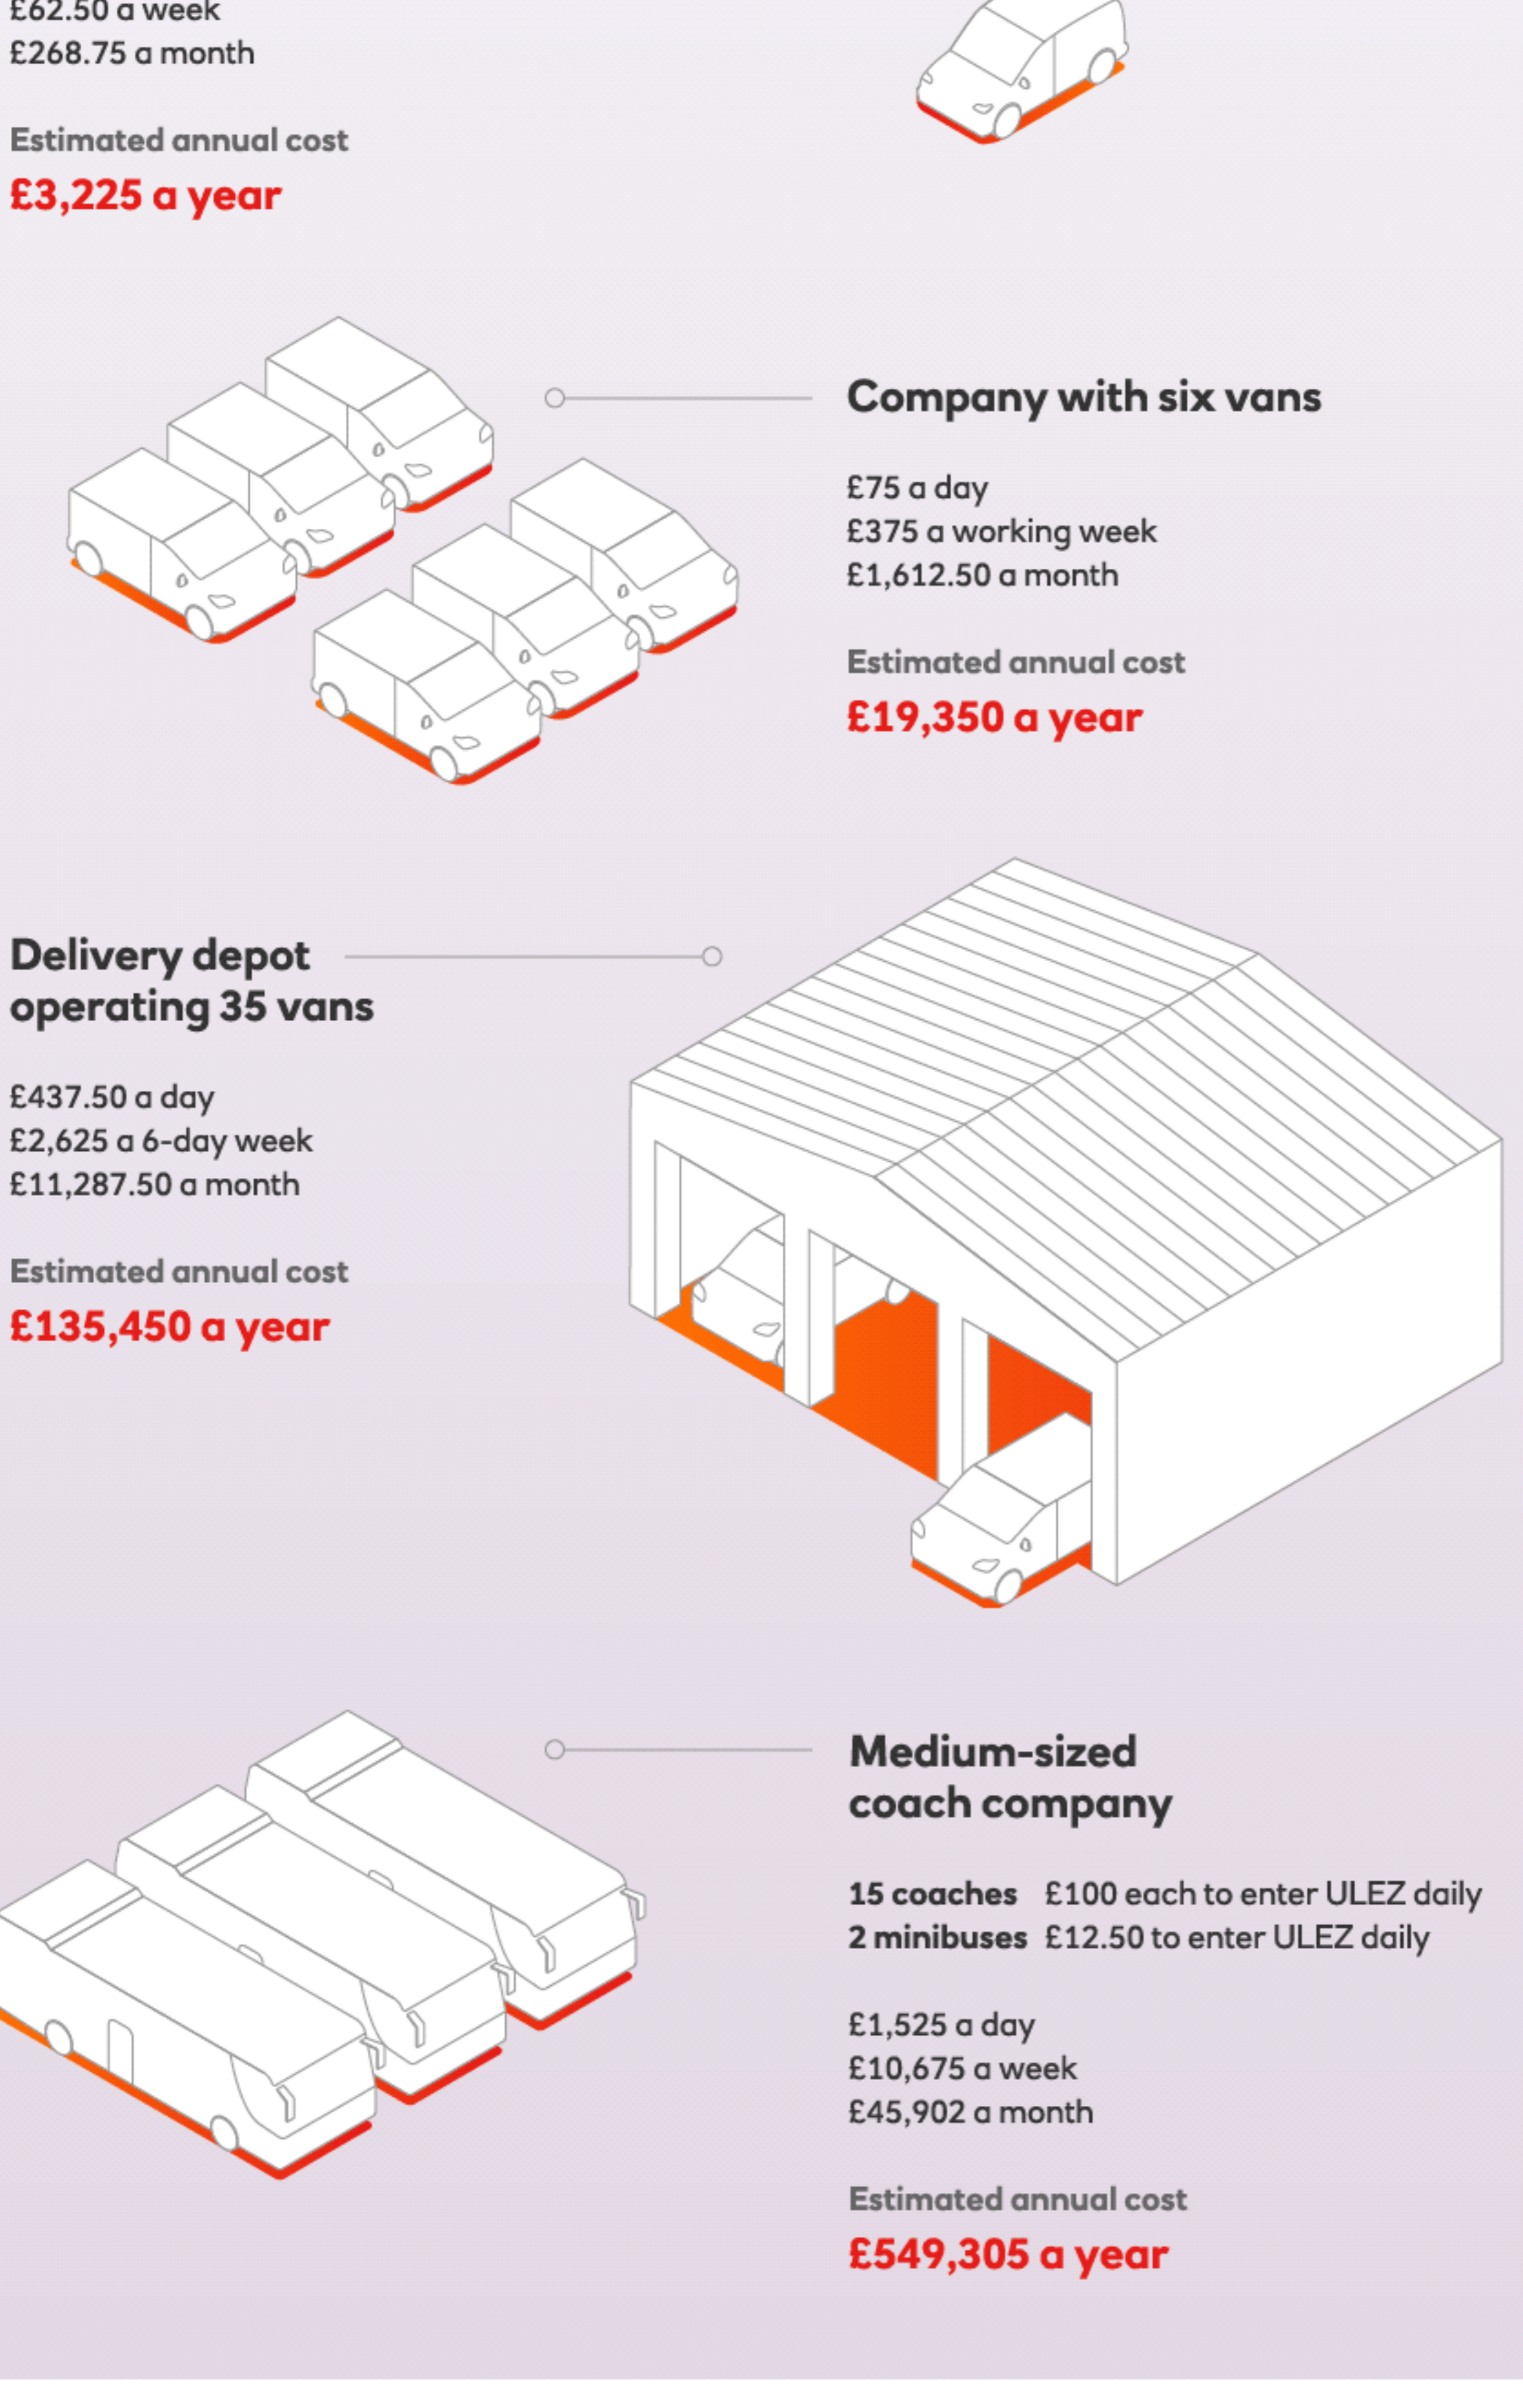 £62.50 a week
£268.75 a month
Estimated annual cost
£3,225 a year
Company with six vans
£75 a day
£375 a working week
£1,612.50 a month
Estimated annual cost
£19,350 a year
Delivery depot
operating 35 vans
£437.50 a day
£2,625 a 6-day week
£11,287.50 a month
Estimated annual cost
£135,450 a year
Medium-sized
coach company
15 coaches £100 each to enter ULEZ daily
2 minibuses £12.50 to enter ULEZ daily
£1,525 a day
£10,675 a week
£45,902 a month
Estimated annual cost
£549,305 a year